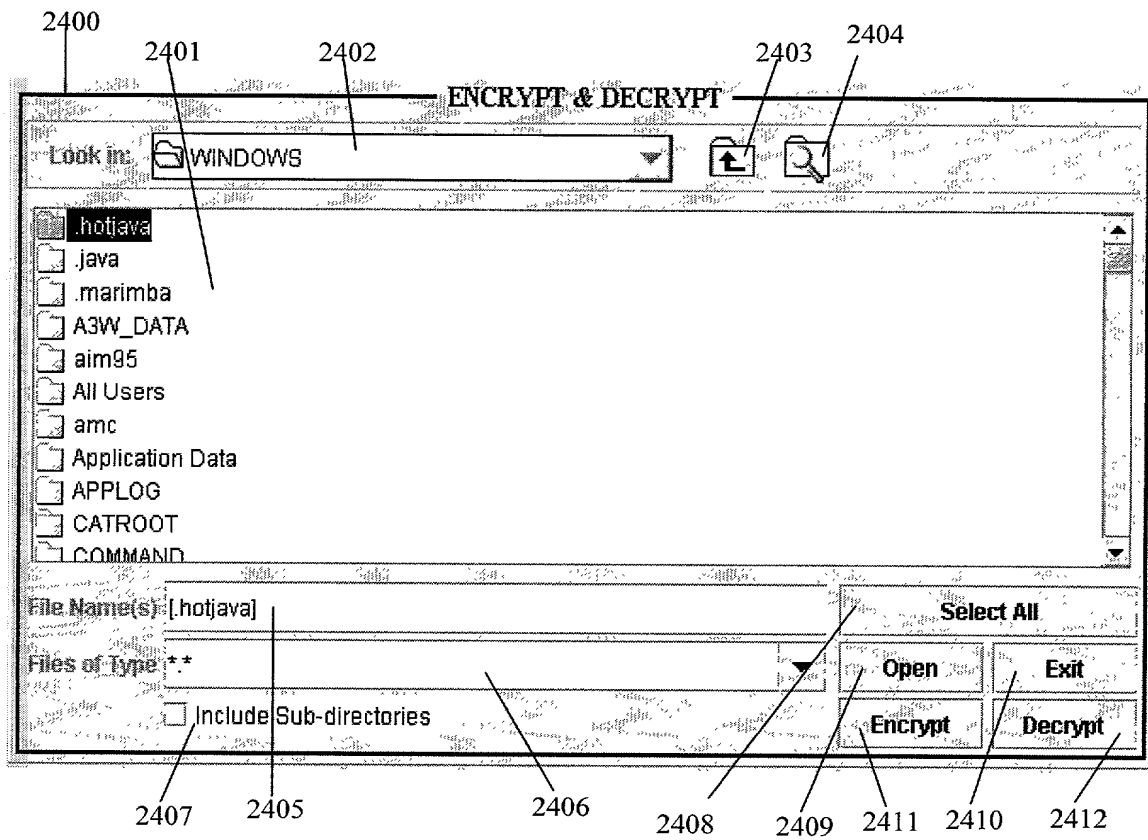 2400
2401 2402 2403 2404
ENCRYPT & DECRYPT
Look in: WINDOWS
.hotjava
.java
.marimba
A3W_DATA
aim95
All Users
amc
Application Data
APPLOG
CATROOT
COMMAND
File Name(s) [.hotjava] Select All
Files of Type *.* Open Exit
Include Sub-directories Encrypt Decrypt
2407 2405 2406 2408 2409 2411 2410 2412